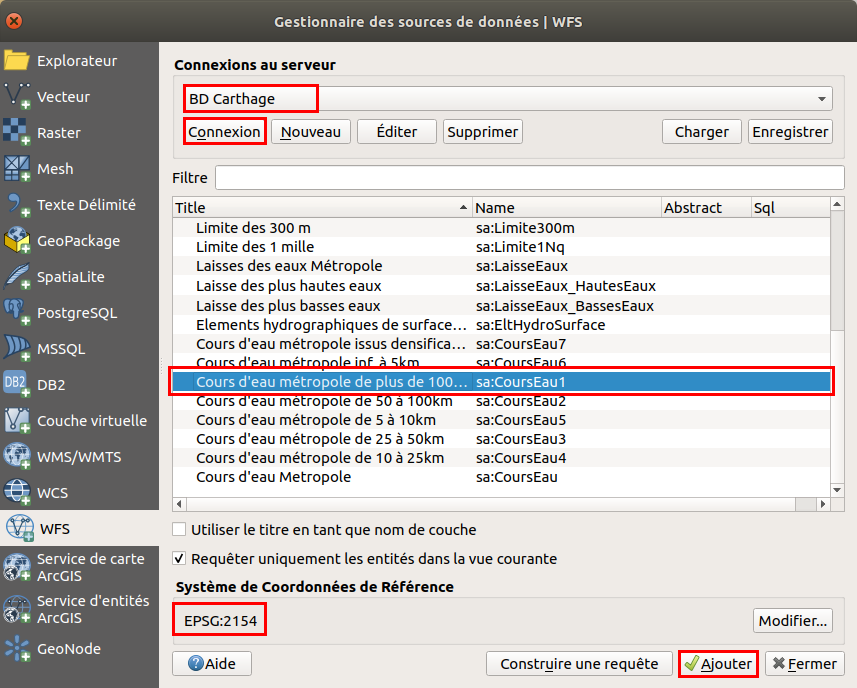 Gestionnaire des sources de données | WFS
Explorateur
Vecteur
Raster
Mesh
Texte Délimité
GeoPackage
SpatiaLite
PostgreSQL
MSSQL
DB2
DB2
Couche virtuelle
WMS/WMTS
WCS
WFS
Service de carte
ArcGIS
Service d'entités
ArcGIS
GeoNode
Connexions au serveur
BD Carthage
Connexion Nouveau Éditer Supprimer Charger Enregistrer
Filtre
Title Name Abstract Sql
Limite des 300 m sa:Limite300m
Limite des 1 mille sa:Limite1Nq
Laisses des eaux Métropole sa:LaisseEaux
Laisse des plus hautes eaux sa:LaisseEaux_HautesEaux
Laisse des plus basses eaux sa:LaisseEaux_BassesEaux
Elements hydrographiques de surface... sa:EltHydroSurface
Cours d'eau métropole issus densifica... sa:CoursEau7
Cours d'eau métropole inf. à 5km sa:CoursEau6
Cours d'eau métropole de plus de 100... sa:CoursEau1
Cours d'eau métropole de 50 à 100km sa:CoursEau2
Cours d'eau métropole de 5 à 10km sa:CoursEau5
Cours d'eau métropole de 25 à 50km sa:CoursEau3
Cours d'eau métropole de 10 à 25km sa:CoursEau4
Cours d'eau Metropole sa:CoursEau
Utiliser le titre en tant que nom de couche
Requêter uniquement les entités dans la vue courante
Système de Coordonnées de Référence
EPSG:2154 Modifier...
Aide Construire une requête Ajouter Fermer